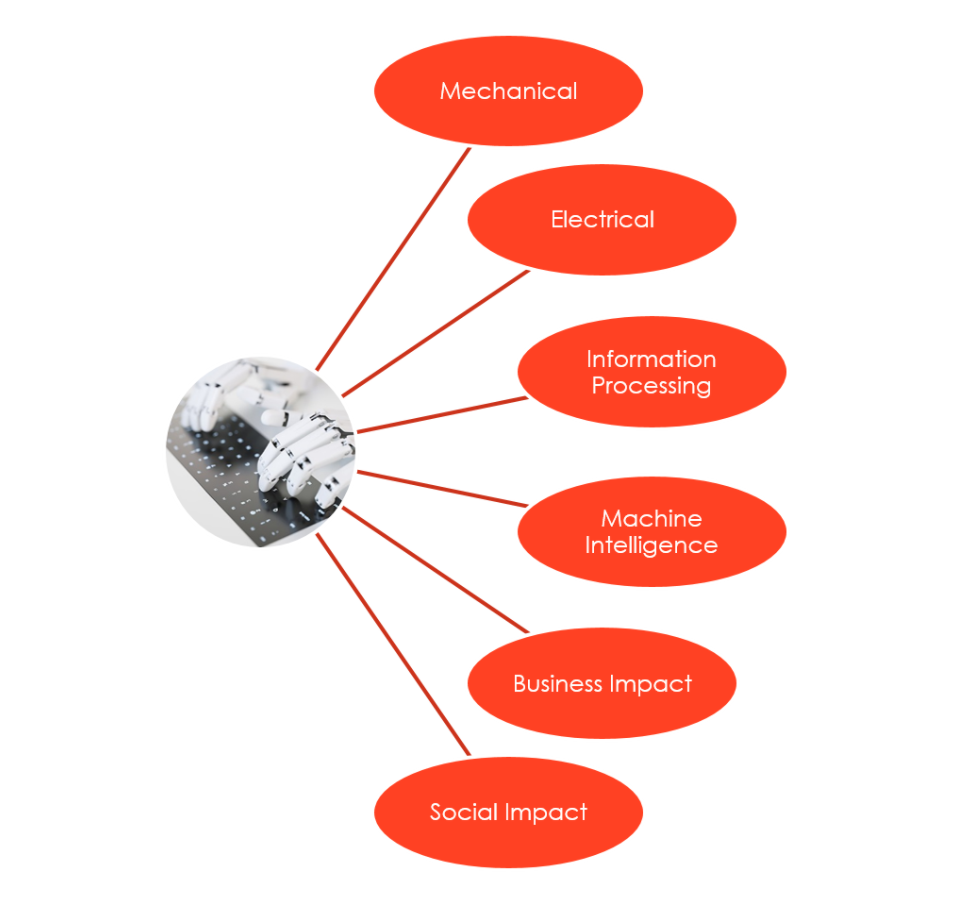 Mechanical
Electrical
Information
Processing
Machine
Intelligence
Business Impact
Social Impact